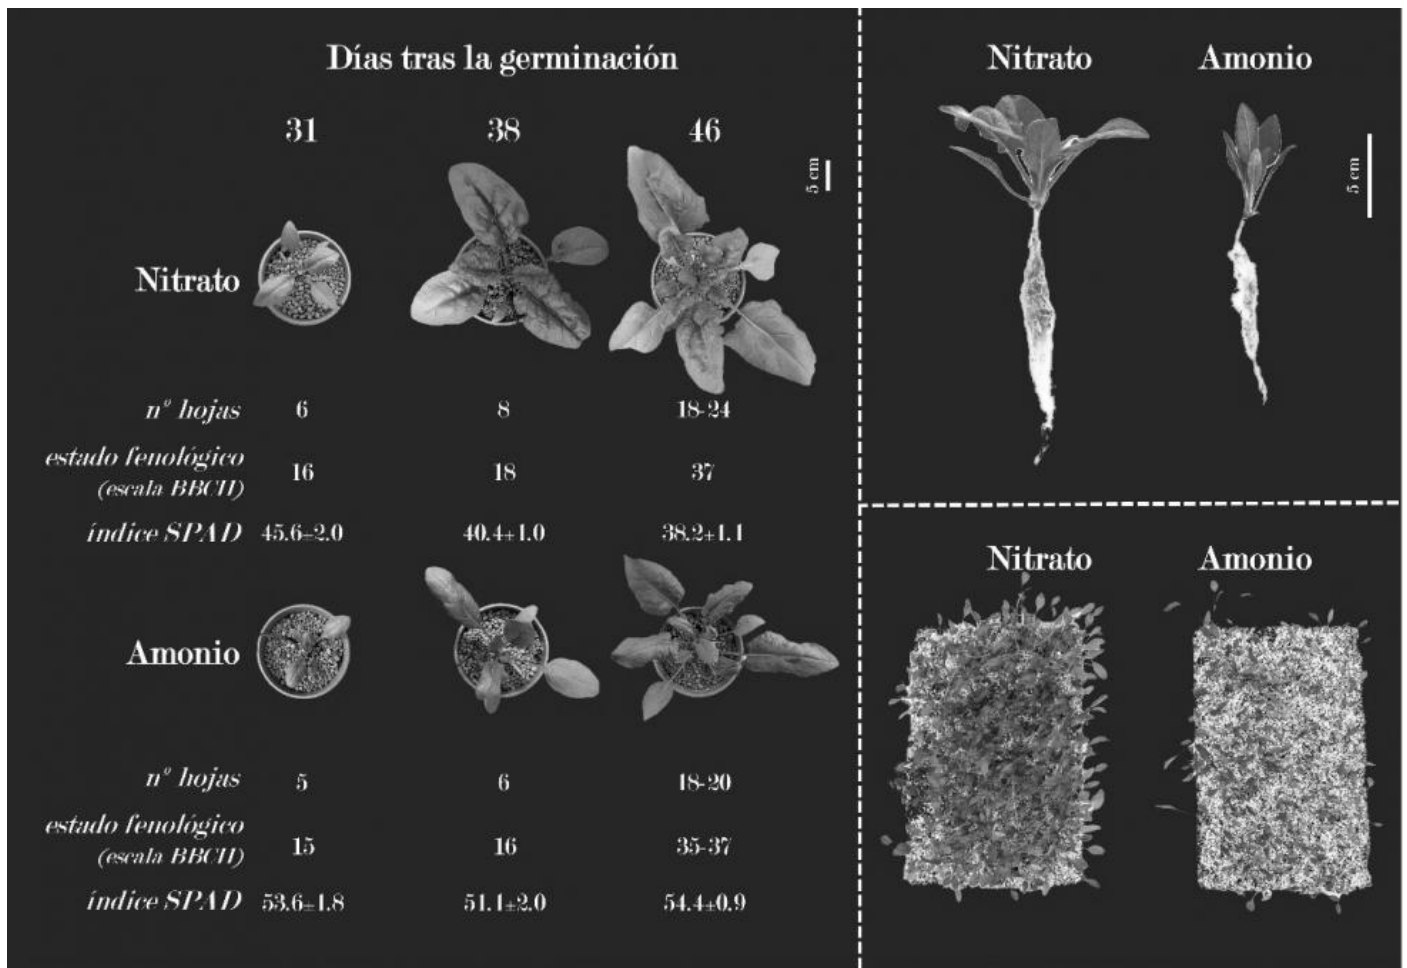 Días tras la germinación
31 38 46
5 cm
Nitrato
nº hojas 6 8 18-24
estado fenológico
(escala BBCH) 16 18 37
índice SPAD 45.6±2.0 40.4±1.0 38.2±1.1
Amonio
nº hojas 5 6 18-20
estado fenológico
(escala BBCH) 15 16 35-37
índice SPAD 53.6±1.8 51.1±2.0 54.4±0.9
Nitrato Amonio
5 cm
Nitrato Amonio